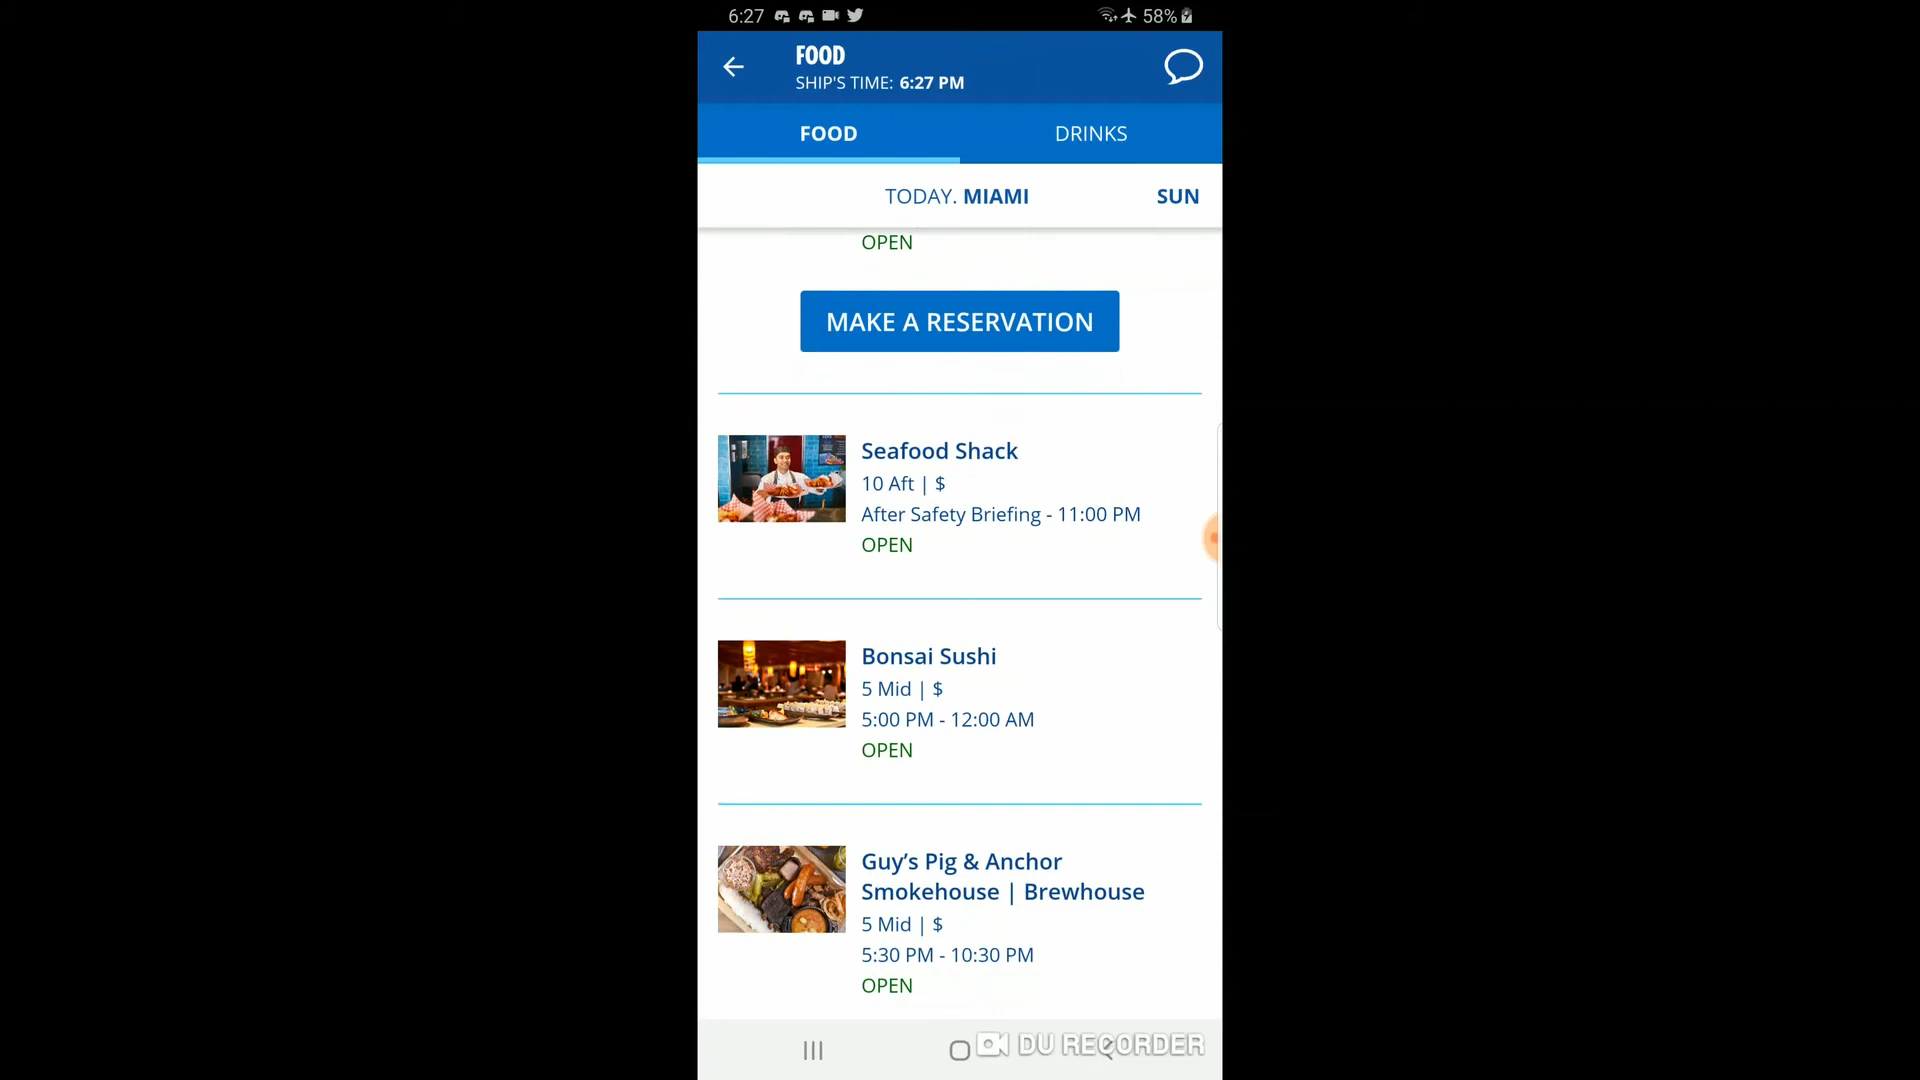 6:27
58%
FOOD
SHIP'S TIME: 6:27 PM
FOOD
DRINKS
TODAY. MIAMI
SUN
OPEN
MAKE A RESERVATION
Seafood Shack
10 Aft | $
After Safety Briefing - 11:00 PM
OPEN
Bonsai Sushi
5 Mid | $
5:00 PM - 12:00 AM
OPEN
Guy’s Pig & Anchor
Smokehouse | Brewhouse
5 Mid | $
5:30 PM - 10:30 PM
OPEN
DU RECORDER